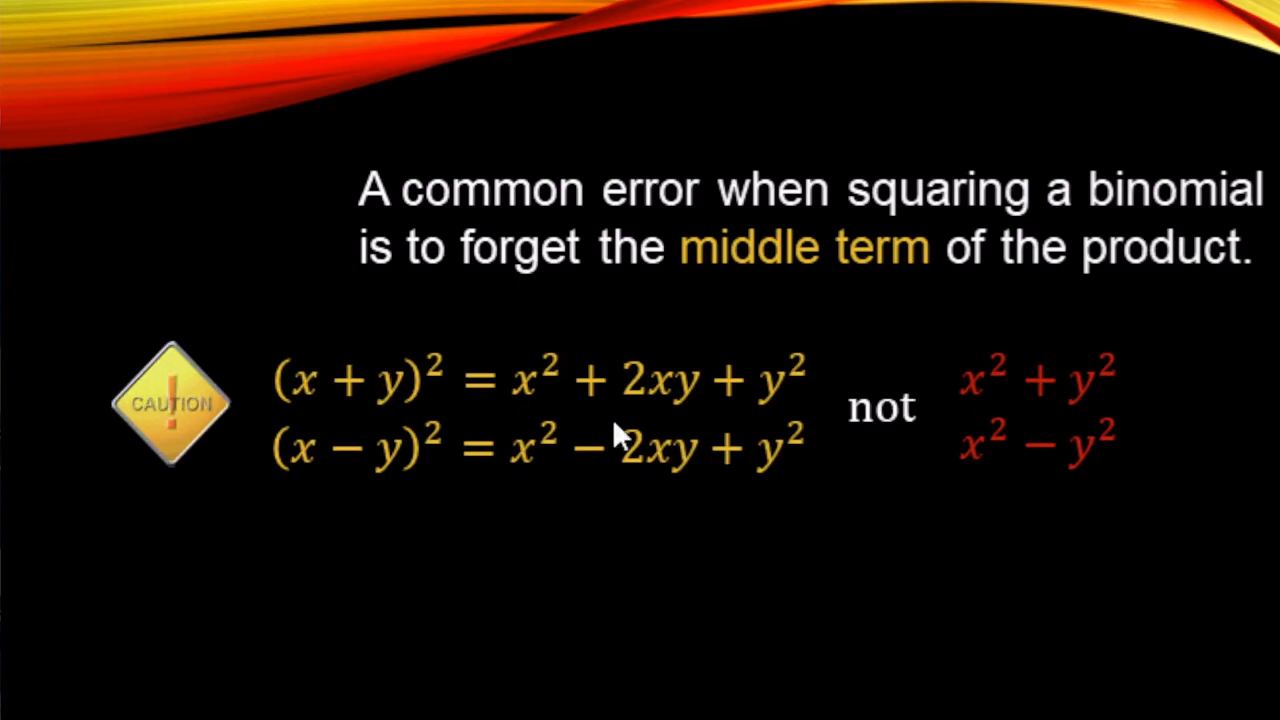 A common error when squaring a binomial
is to forget the middle term of the product.
CAUTION
(x + y)² = x² + 2xy + y² not x² + y²
(x − y)² = x² − 2xy + y² x² − y²